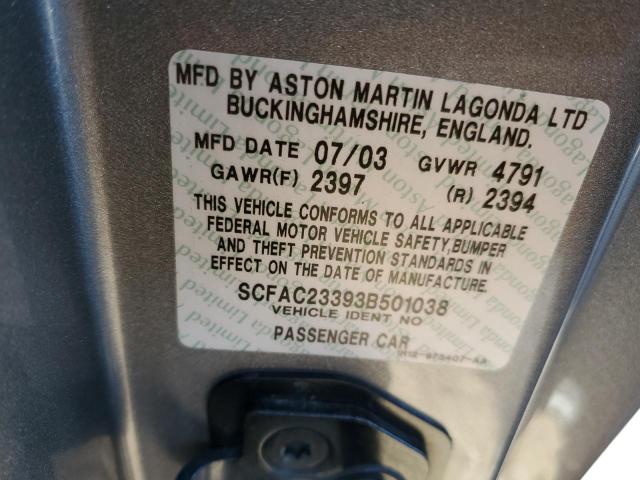 MFD BY ASTON MARTIN LAGONDA LTD
BUCKINGHAMSHIRE, ENGLAND.
MFD DATE 07/03 GVWR 4791
GAWR(F) 2397 (R) 2394
THIS VEHICLE CONFORMS TO ALL APPLICABLE
FEDERAL MOTOR VEHICLE SAFETY,BUMPER
AND THEFT PREVENTION STANDARDS IN
EFFECT ON THE DATE OF MANUFACTURE.
SCFAC23393B501038
VEHICLE IDENT NO
PASSENGER CAR